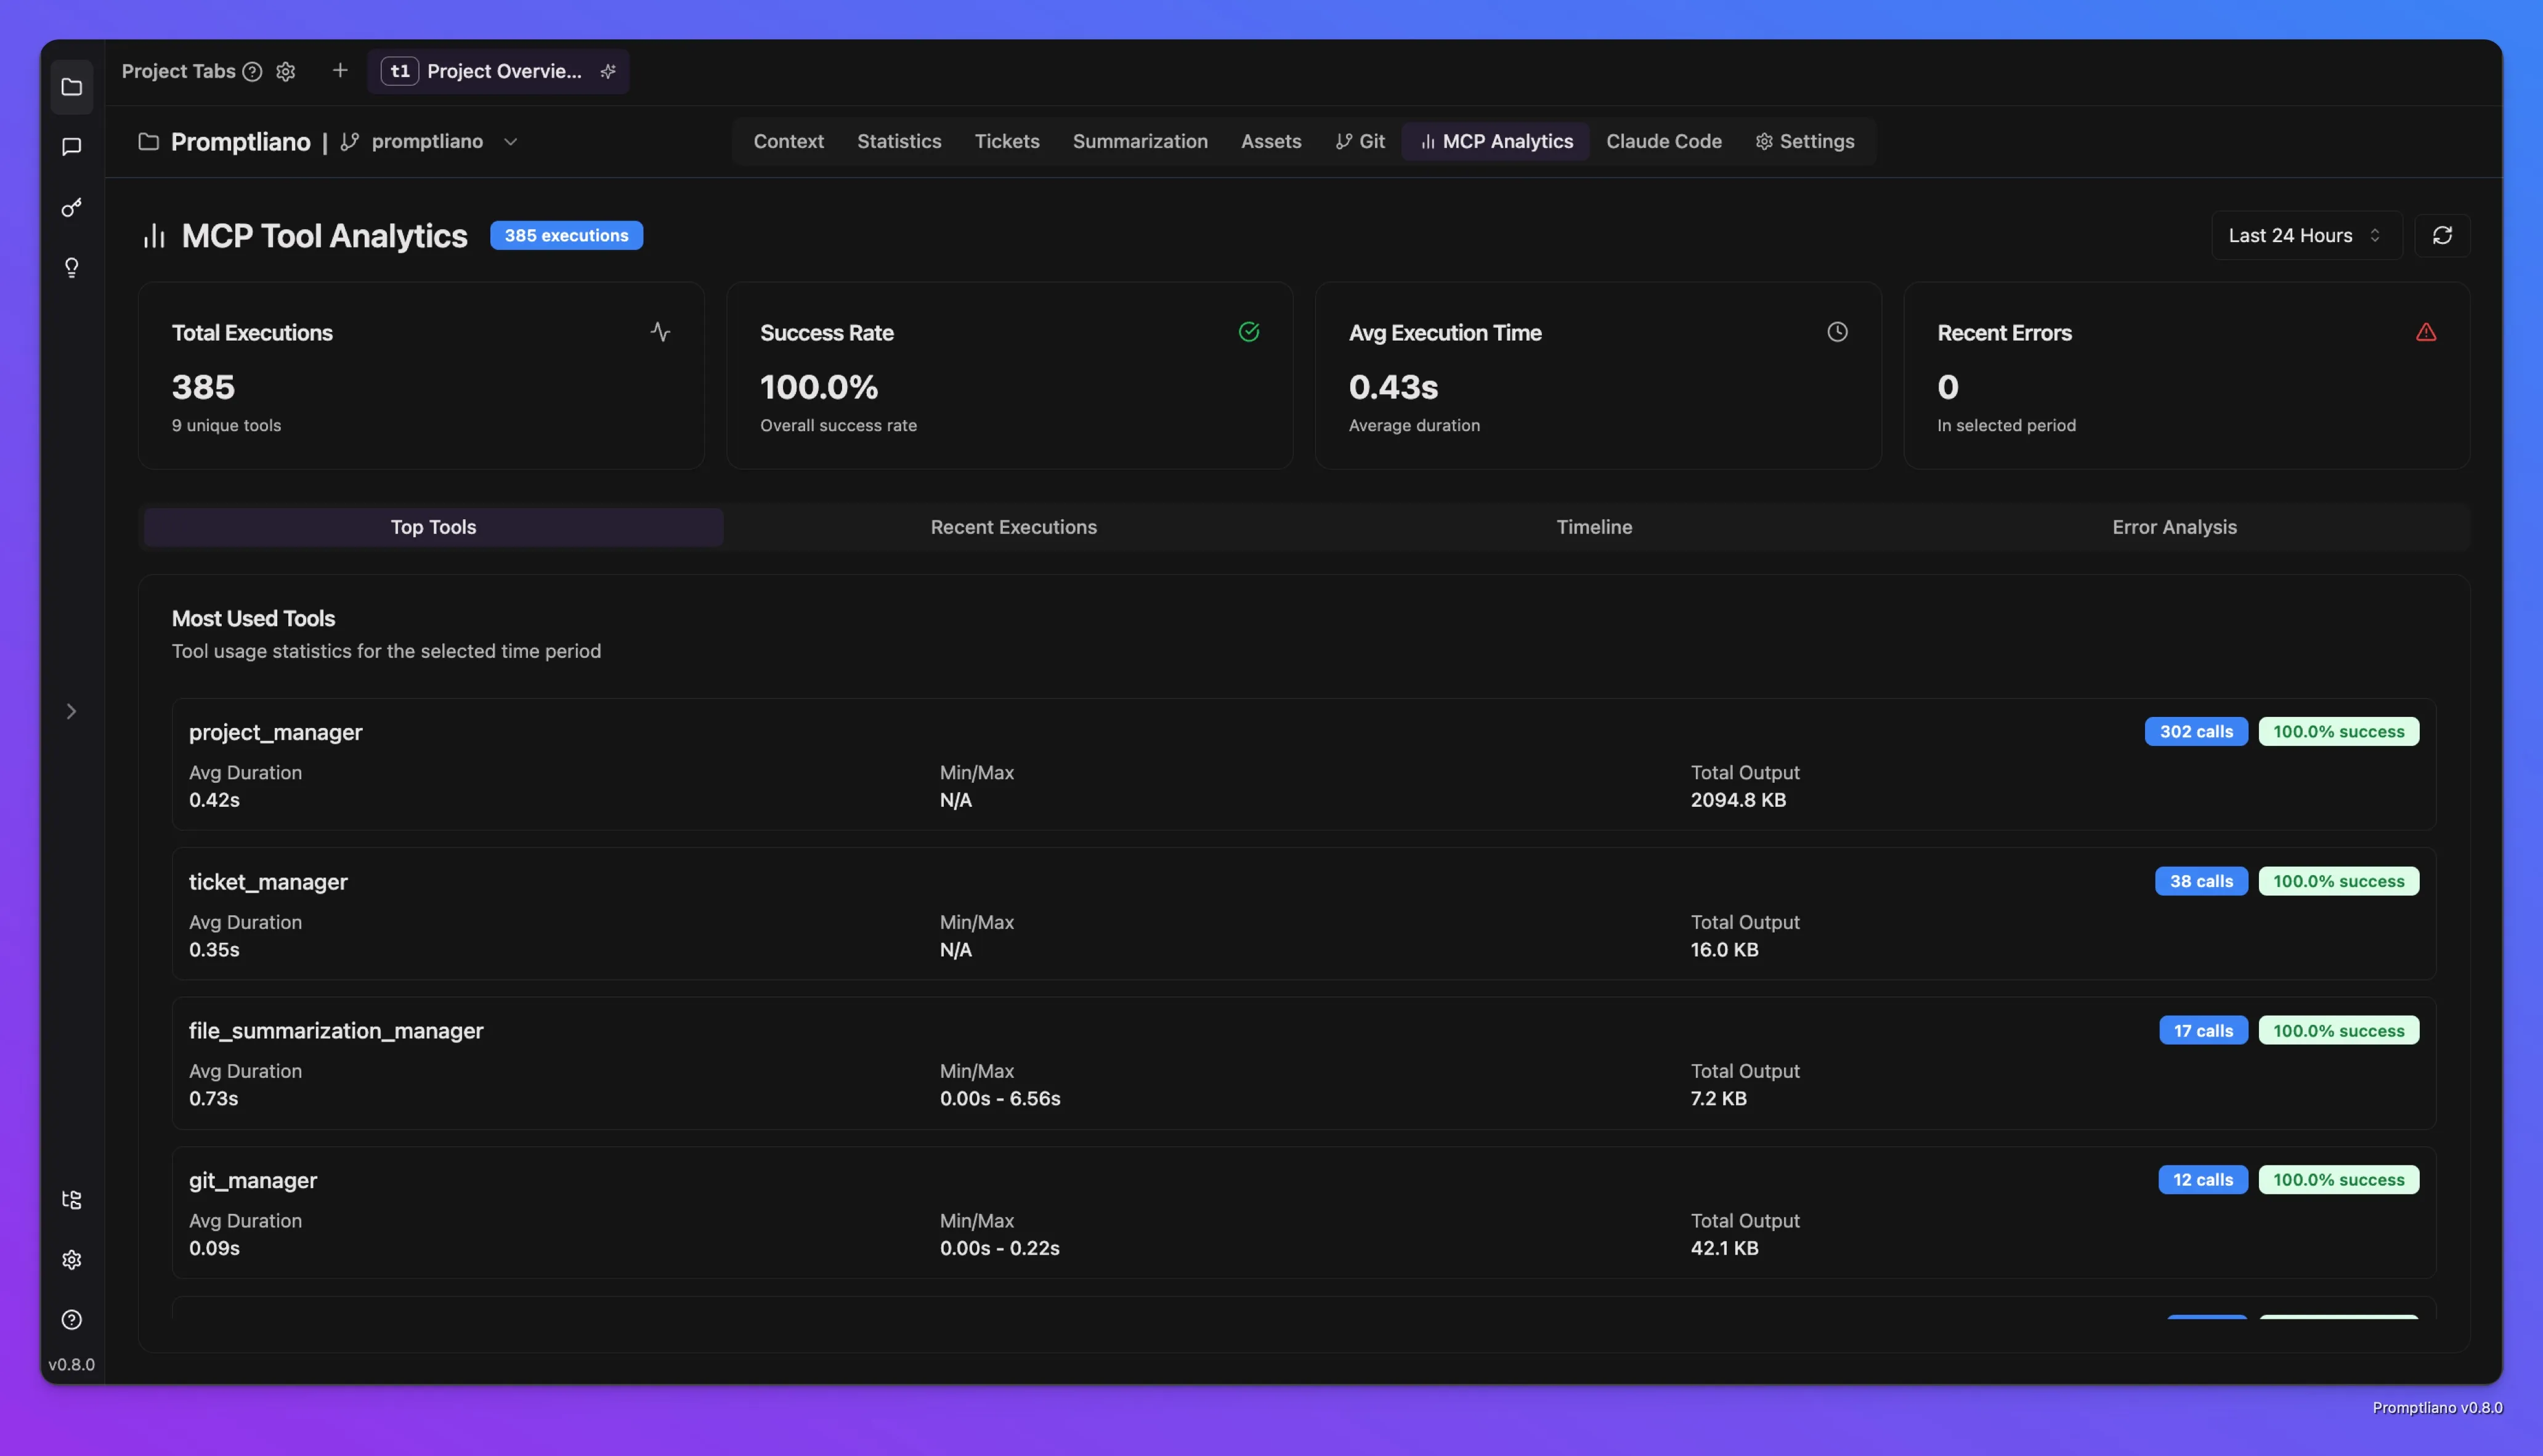 Project Tabs
t1 Project Overvie...
Promptliano | promptliano
Context Statistics Tickets Summarization Assets Git MCP Analytics Claude Code Settings
MCP Tool Analytics 385 executions
Last 24 Hours
Total Executions
385
9 unique tools
Success Rate
100.0%
Overall success rate
Avg Execution Time
0.43s
Average duration
Recent Errors
0
In selected period
Top Tools Recent Executions Timeline Error Analysis
Most Used Tools
Tool usage statistics for the selected time period
project_manager 302 calls 100.0% success
Avg Duration Min/Max Total Output
0.42s N/A 2094.8 KB
ticket_manager 38 calls 100.0% success
Avg Duration Min/Max Total Output
0.35s N/A 16.0 KB
file_summarization_manager 17 calls 100.0% success
Avg Duration Min/Max Total Output
0.73s 0.00s - 6.56s 7.2 KB
git_manager 12 calls 100.0% success
Avg Duration Min/Max Total Output
0.09s 0.00s - 0.22s 42.1 KB
v0.8.0
Promptliano v0.8.0